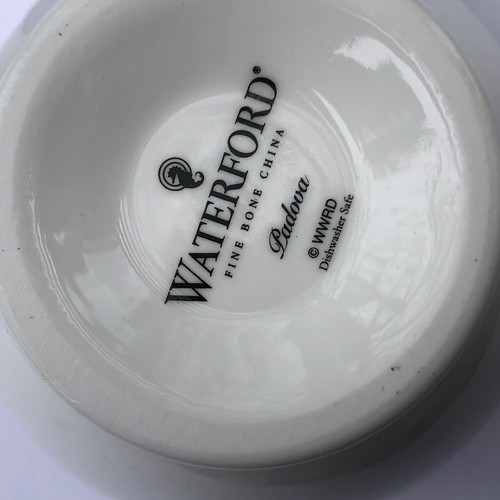 WATERFORD®
FINE BONE CHINA
Padova
© WWRD
Dishwasher Safe